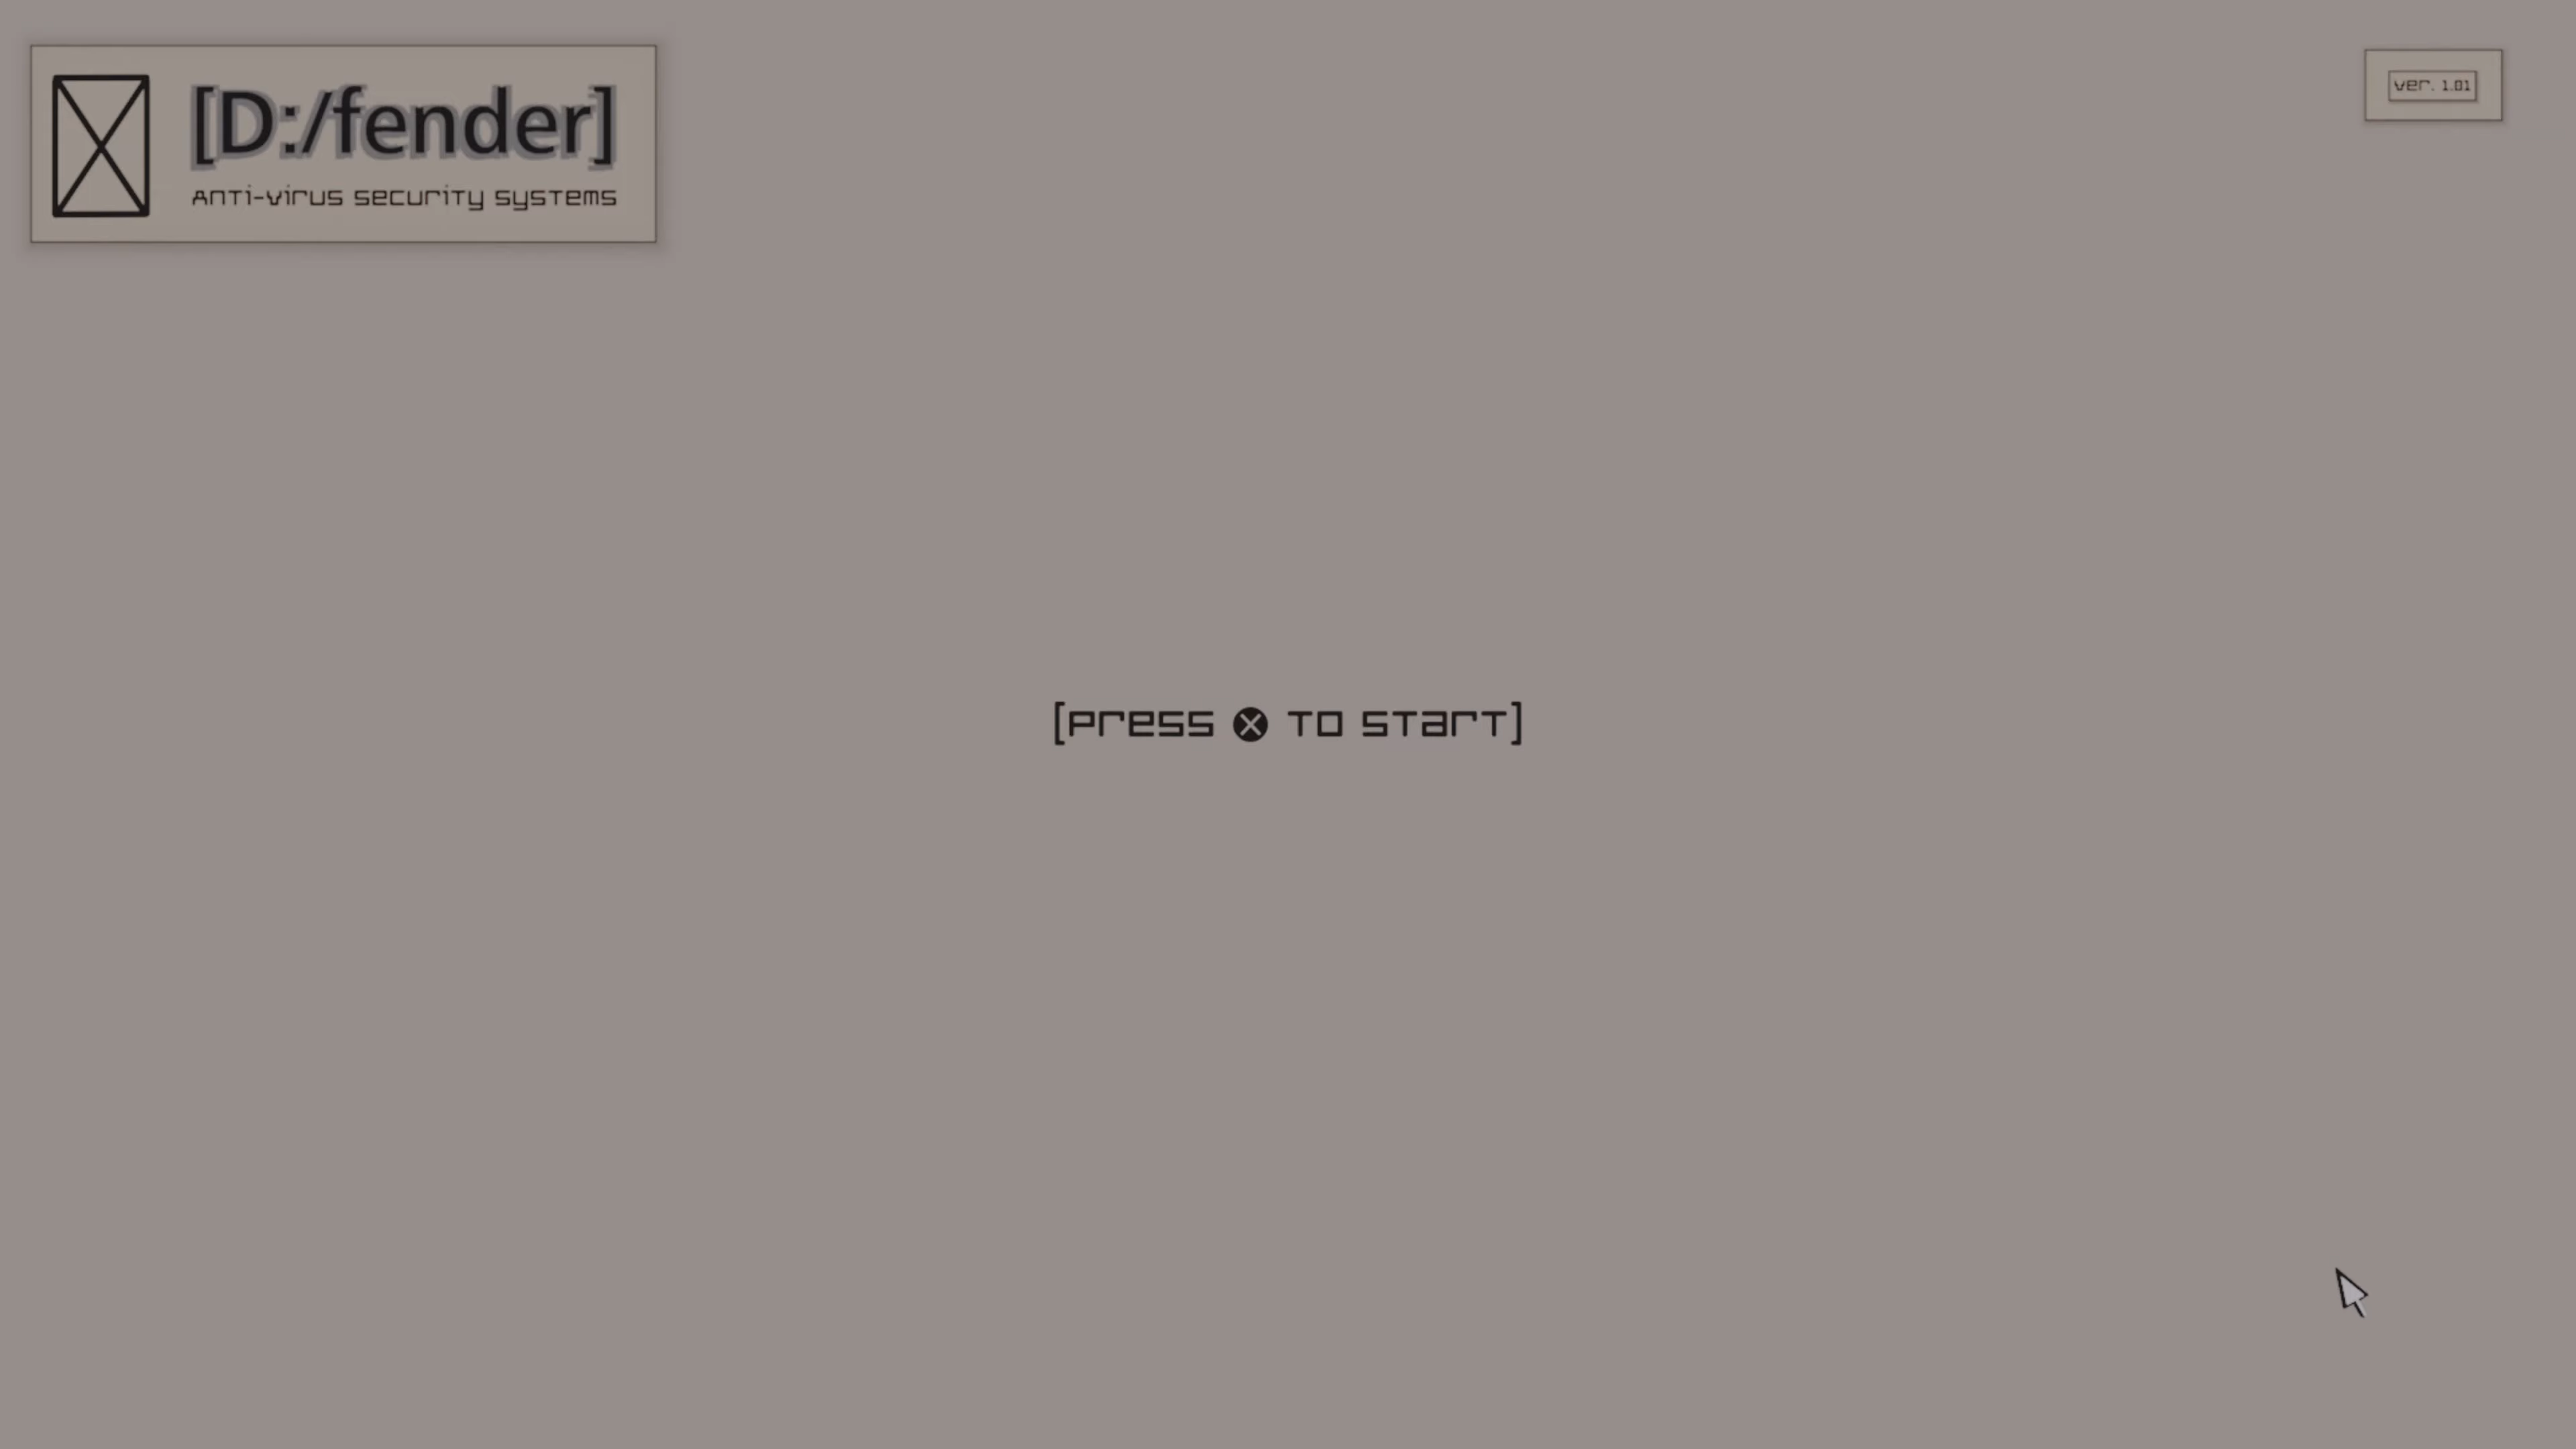 [D:/fender]
Anti-Virus security systems
ver. 1.01
[Press ⊗ to start]